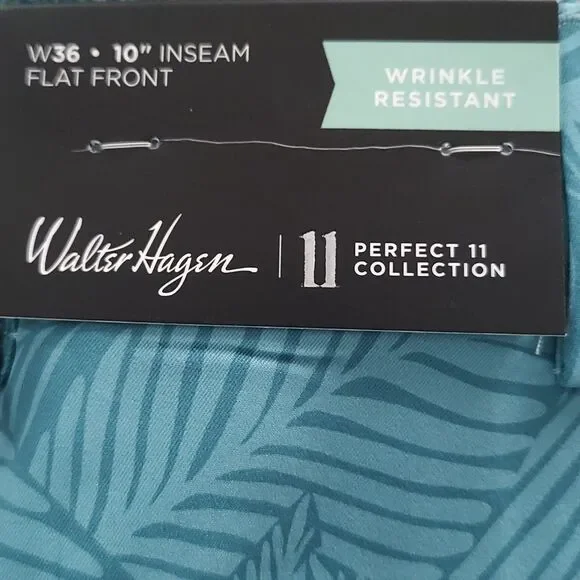 W36 • 10" INSEAM
FLAT FRONT
WRINKLE
RESISTANT
Walter Hagen
11
PERFECT 11
COLLECTION